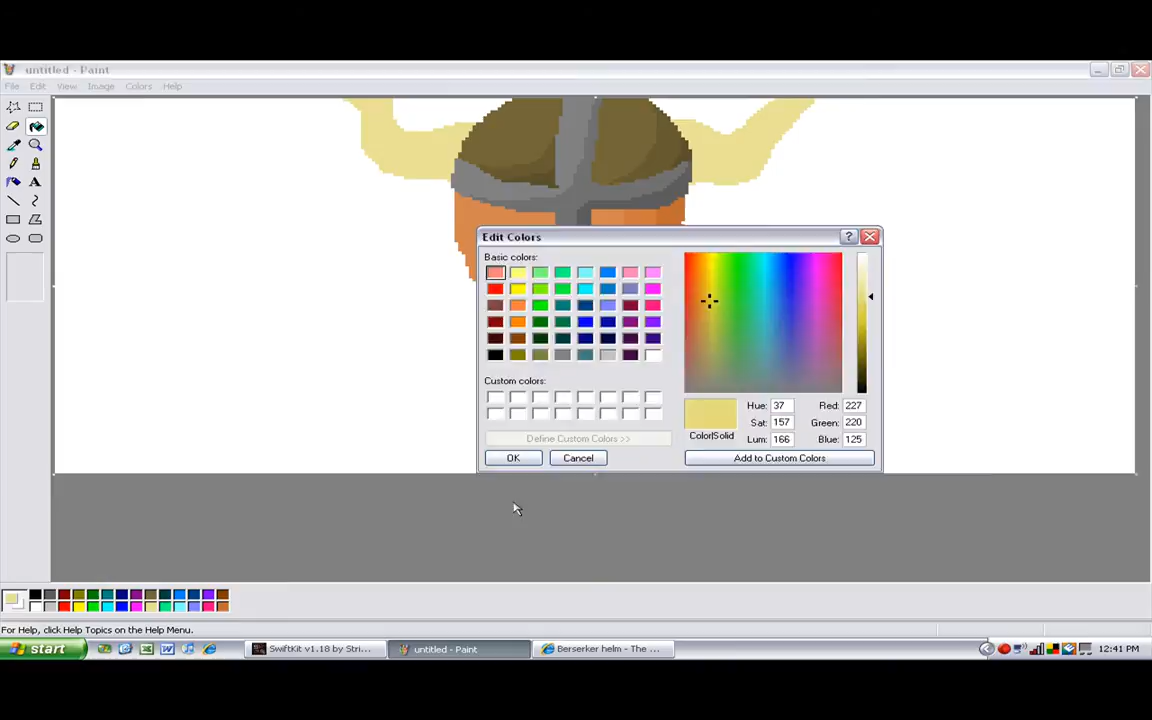 untitled - Paint
File Edit View Image Colors Help
A
Edit Colors
?
Basic colors:
Custom colors:
Define Custom Colors >>
OK Cancel
Hue: 37 Red: 227
Sat: 157 Green: 220
Color|Solid Lum: 166 Blue: 125
Add to Custom Colors
For Help, click Help Topics on the Help Menu.
start SwiftKit v1.18 by Stri... untitled - Paint Berserker helm - The ... 12:41 PM